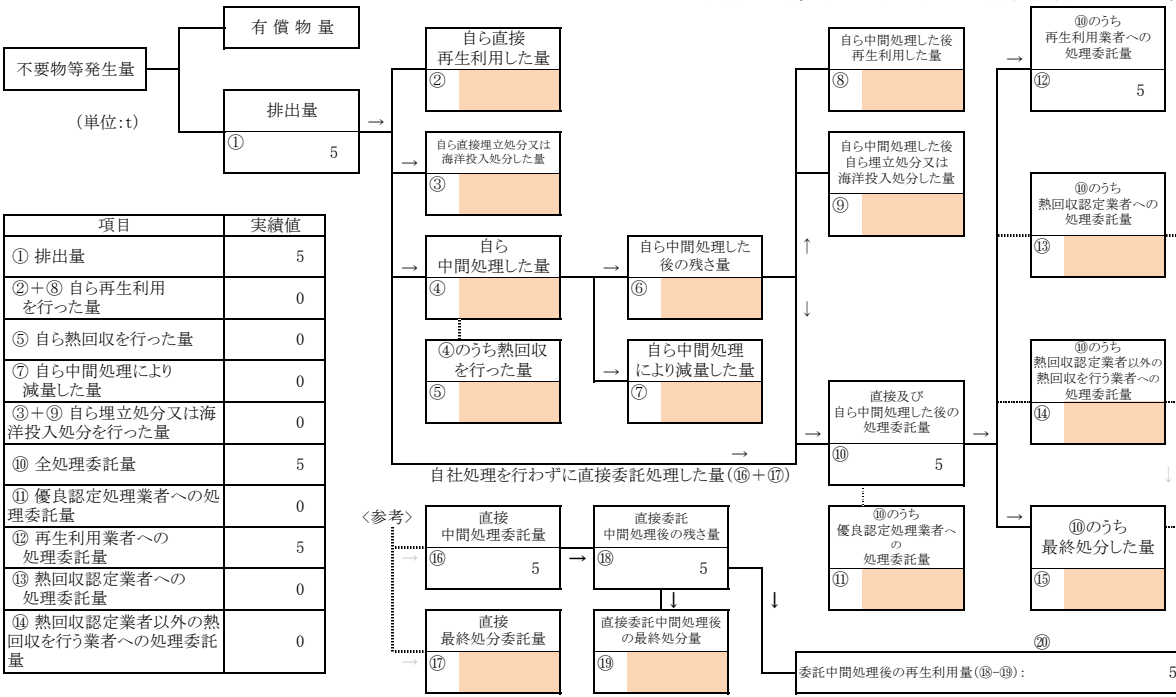 不要物等発生量
(単位:t)
有償物量
排出量
①
5
→
自ら直接
再生利用した量
②
→
自ら直接埋立処分又は
海洋投入処分した量
③
→
自ら
中間処理した量
④
④のうち熱回収
を行った量
⑤
→
自ら中間処理した
後の残さ量
⑥
→
自ら中間処理
により減量した量
⑦
自ら中間処理した後
再生利用した量
⑧
自ら中間処理した後
自ら埋立処分又は
海洋投入処分した量
⑨
↑
↓
→
直接及び
自ら中間処理した後の
処理委託量
⑩
5
→
⑩のうち
優良認定処理業者へ
の
処理委託量
⑪
→
⑩のうち
再生利用業者への
処理委託量
⑫
5
⑩のうち
熱回収認定業者への
処理委託量
⑬
⑩のうち
熱回収認定業者以外の
熱回収を行う業者への
処理委託量
⑭
↓
→
⑩のうち
最終処分した量
⑮
→
自社処理を行わずに直接委託処理した量(⑯+⑰)
〈参考〉
→
直接
中間処理委託量
⑯
5
→
直接委託
中間処理後の残さ量
⑱
5
↓
↓
→
直接
最終処分委託量
⑰
直接委託中間処理後
の最終処分量
⑲
⑳
委託中間処理後の再生利用量(⑱-⑲):
5
項目 実績値
① 排出量 5
②+⑧ 自ら再生利用
を行った量 0
⑤ 自ら熱回収を行った量 0
⑦ 自ら中間処理により
減量した量 0
③+⑨ 自ら埋立処分又は海
洋投入処分を行った量 0
⑩ 全処理委託量 5
⑪ 優良認定処理業者への処
理委託量 0
⑫ 再生利用業者への
処理委託量 5
⑬ 熱回収認定業者への
処理委託量 0
⑭ 熱回収認定業者以外の熱
回収を行う業者への処理委託
量 0